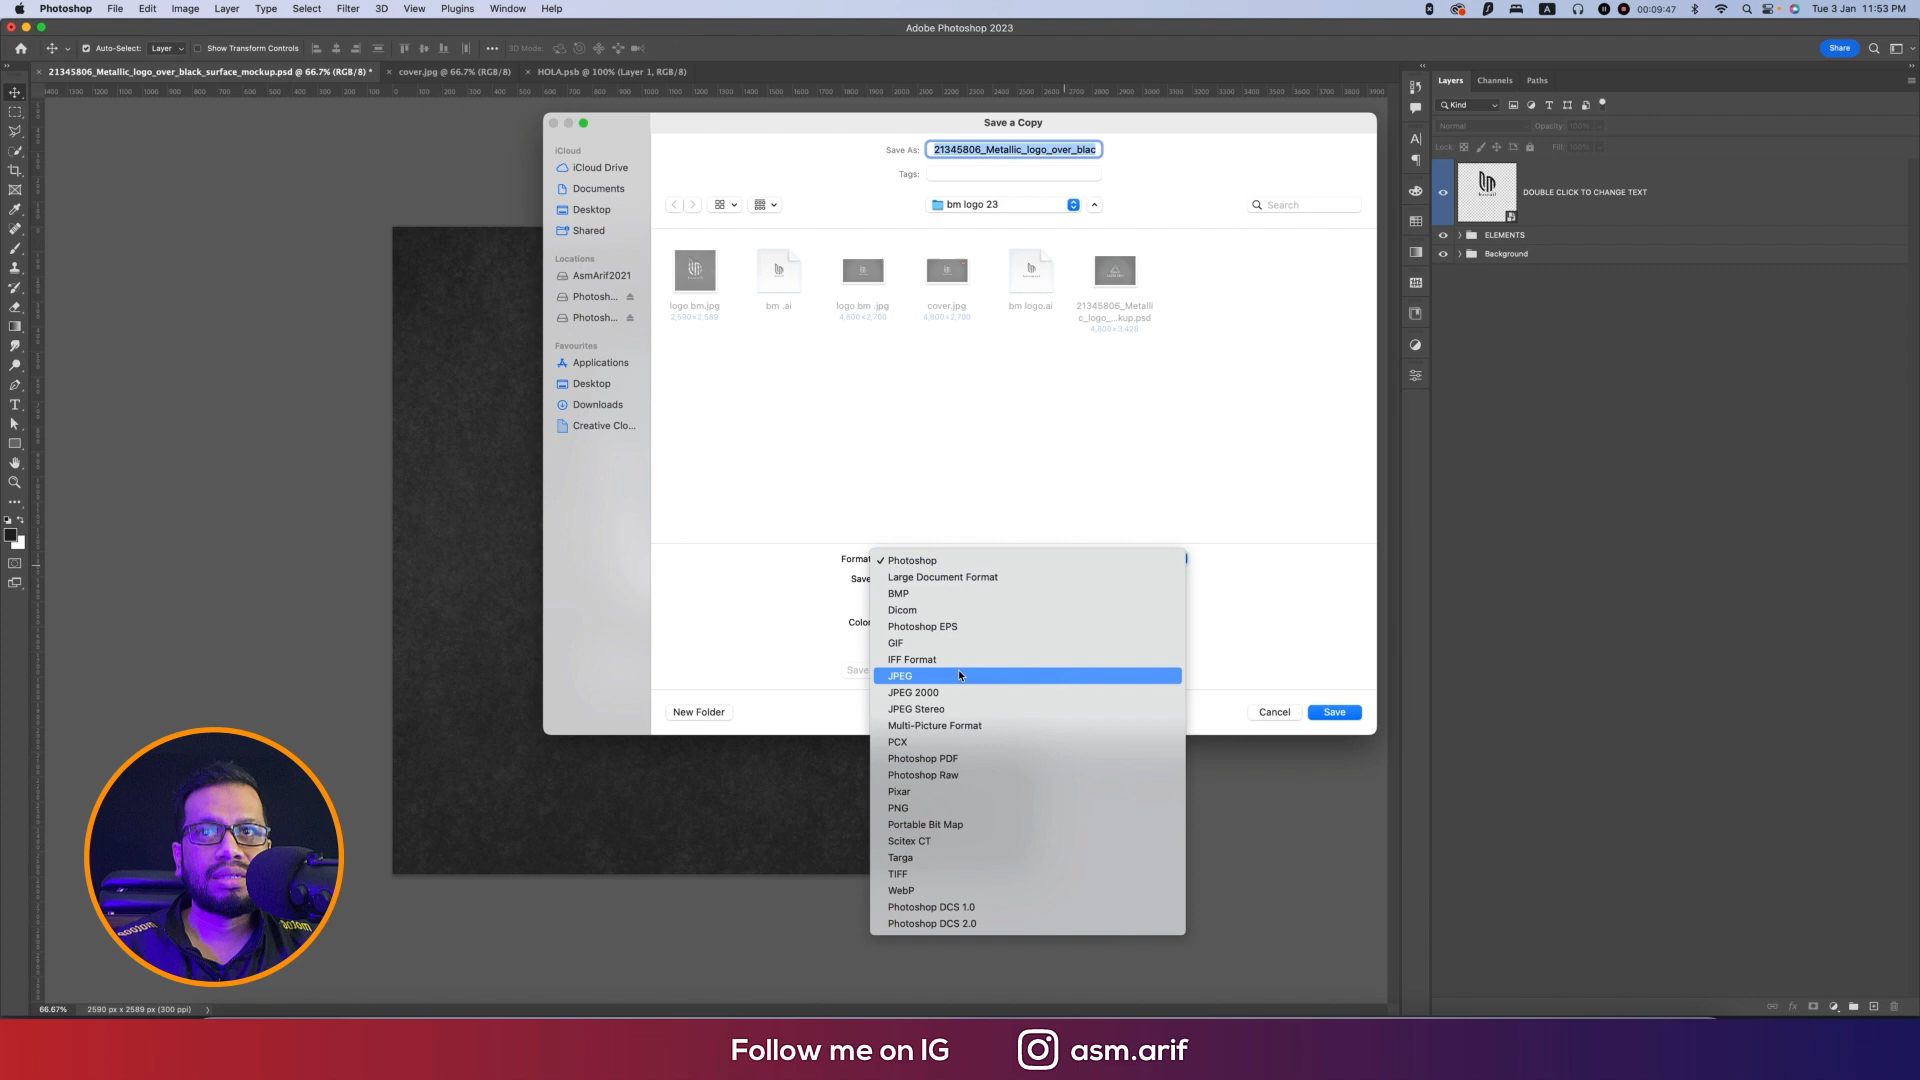 Photoshop File Edit Image Layer Type Select Filter 3D View Plugins Window Help
A 00:09:47 Tue 3 Jan 11:53 PM
Adobe Photoshop 2023
Auto-Select: Layer Show Transform Controls 3D Mode: Share
21345806_Metallic_logo_over_black_surface_mockup.psd @ 66.7% (RGB/8) * cover.jpg @ 66.7% (RGB/8) HOLA.psb @ 100% (Layer 1, RGB/8)
Layers Channels Paths
Kind
Normal Opacity: 100%
Lock: Fill: 100%
DOUBLE CLICK TO CHANGE TEXT
ELEMENTS
Background
Save a Copy
Save As: 21345806_Metallic_logo_over_blac
Tags:
bm logo 23
Search
iCloud
iCloud Drive
Documents
Desktop
Shared
Locations
AsmArif2021
Photosh...
Photosh...
Favourites
Applications
Desktop
Downloads
Creative Clo...
logo bm.jpg
2,590×2,589
bm .ai
logo bm .jpg
4,800×2,700
cover.jpg
4,800×2,700
bm logo.ai
21345806_Metalli
c_logo_...kup.psd
4,800×3,428
Format
Save
Color
Save
Photoshop
Large Document Format
BMP
Dicom
Photoshop EPS
GIF
IFF Format
JPEG
JPEG 2000
JPEG Stereo
Multi-Picture Format
PCX
Photoshop PDF
Photoshop Raw
Pixar
PNG
Portable Bit Map
Scitex CT
Targa
TIFF
WebP
Photoshop DCS 1.0
Photoshop DCS 2.0
New Folder Cancel Save
66.67% 2590 px x 2589 px (300 ppi)
Follow me on IG asm.arif